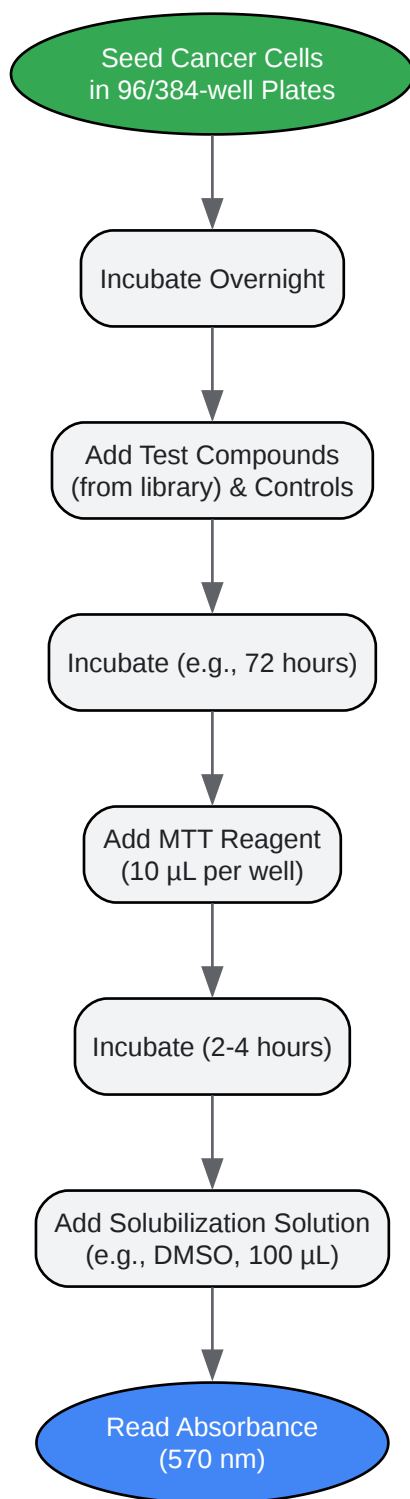 Seed Cancer Cells
in 96/384-well Plates
Incubate Overnight
Add Test Compounds
(from library) & Controls
Incubate (e.g., 72 hours)
Add MTT Reagent
(10 µL per well)
Incubate (2-4 hours)
Add Solubilization Solution
(e.g., DMSO, 100 µL)
Read Absorbance
(570 nm)